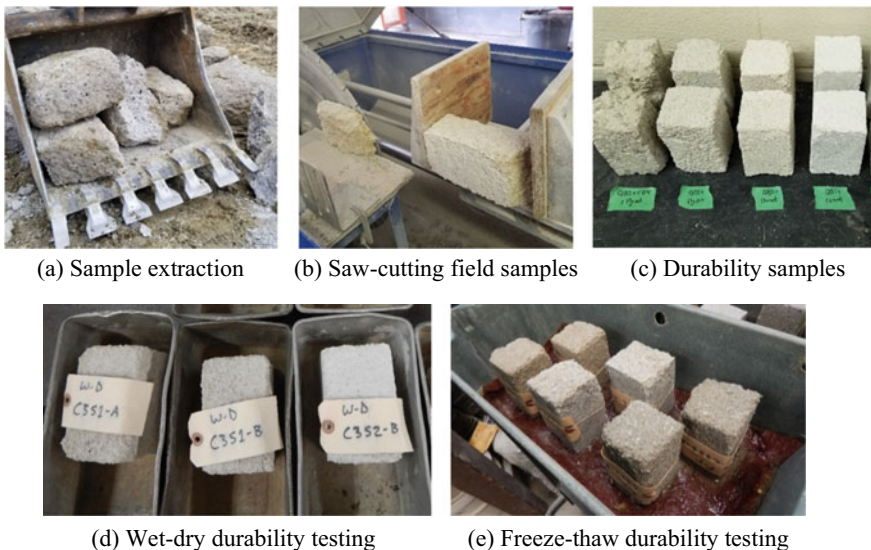 (a) Sample extraction
(b) Saw-cutting field samples
(c) Durability samples
W-D
C351-A
W-D
C351-B
W-D
C352-B
(d) Wet-dry durability testing
(e) Freeze-thaw durability testing